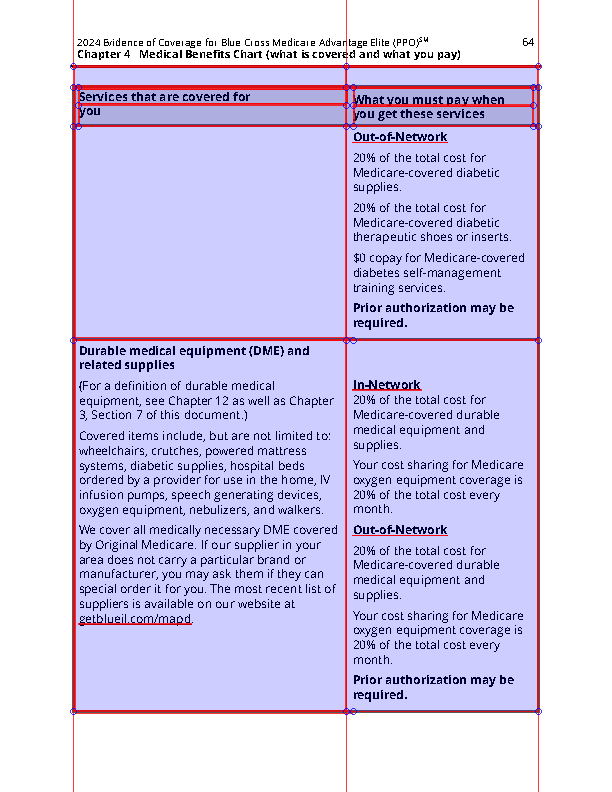 2024 Evidence of Coverage for Blue Cross Medicare Advantage Elite (PPO)SM 64
Chapter 4 Medical Benefits Chart (what is covered and what you pay)
Services that are covered for
you
What you must pay when
you get these services
Out-of-Network
20% of the total cost for
Medicare-covered diabetic
supplies.
20% of the total cost for
Medicare-covered diabetic
therapeutic shoes or inserts.
$0 copay for Medicare-covered
diabetes self-management
training services.
Prior authorization may be
required.
Durable medical equipment (DME) and
related supplies
(For a definition of durable medical
equipment, see Chapter 12 as well as Chapter
3, Section 7 of this document.)
Covered items include, but are not limited to:
wheelchairs, crutches, powered mattress
systems, diabetic supplies, hospital beds
ordered by a provider for use in the home, IV
infusion pumps, speech generating devices,
oxygen equipment, nebulizers, and walkers.
We cover all medically necessary DME covered
by Original Medicare. If our supplier in your
area does not carry a particular brand or
manufacturer, you may ask them if they can
special order it for you. The most recent list of
suppliers is available on our website at
getblueil.com/mapd.
In-Network
20% of the total cost for
Medicare-covered durable
medical equipment and
supplies.
Your cost sharing for Medicare
oxygen equipment coverage is
20% of the total cost every
month.
Out-of-Network
20% of the total cost for
Medicare-covered durable
medical equipment and
supplies.
Your cost sharing for Medicare
oxygen equipment coverage is
20% of the total cost every
month.
Prior authorization may be
required.